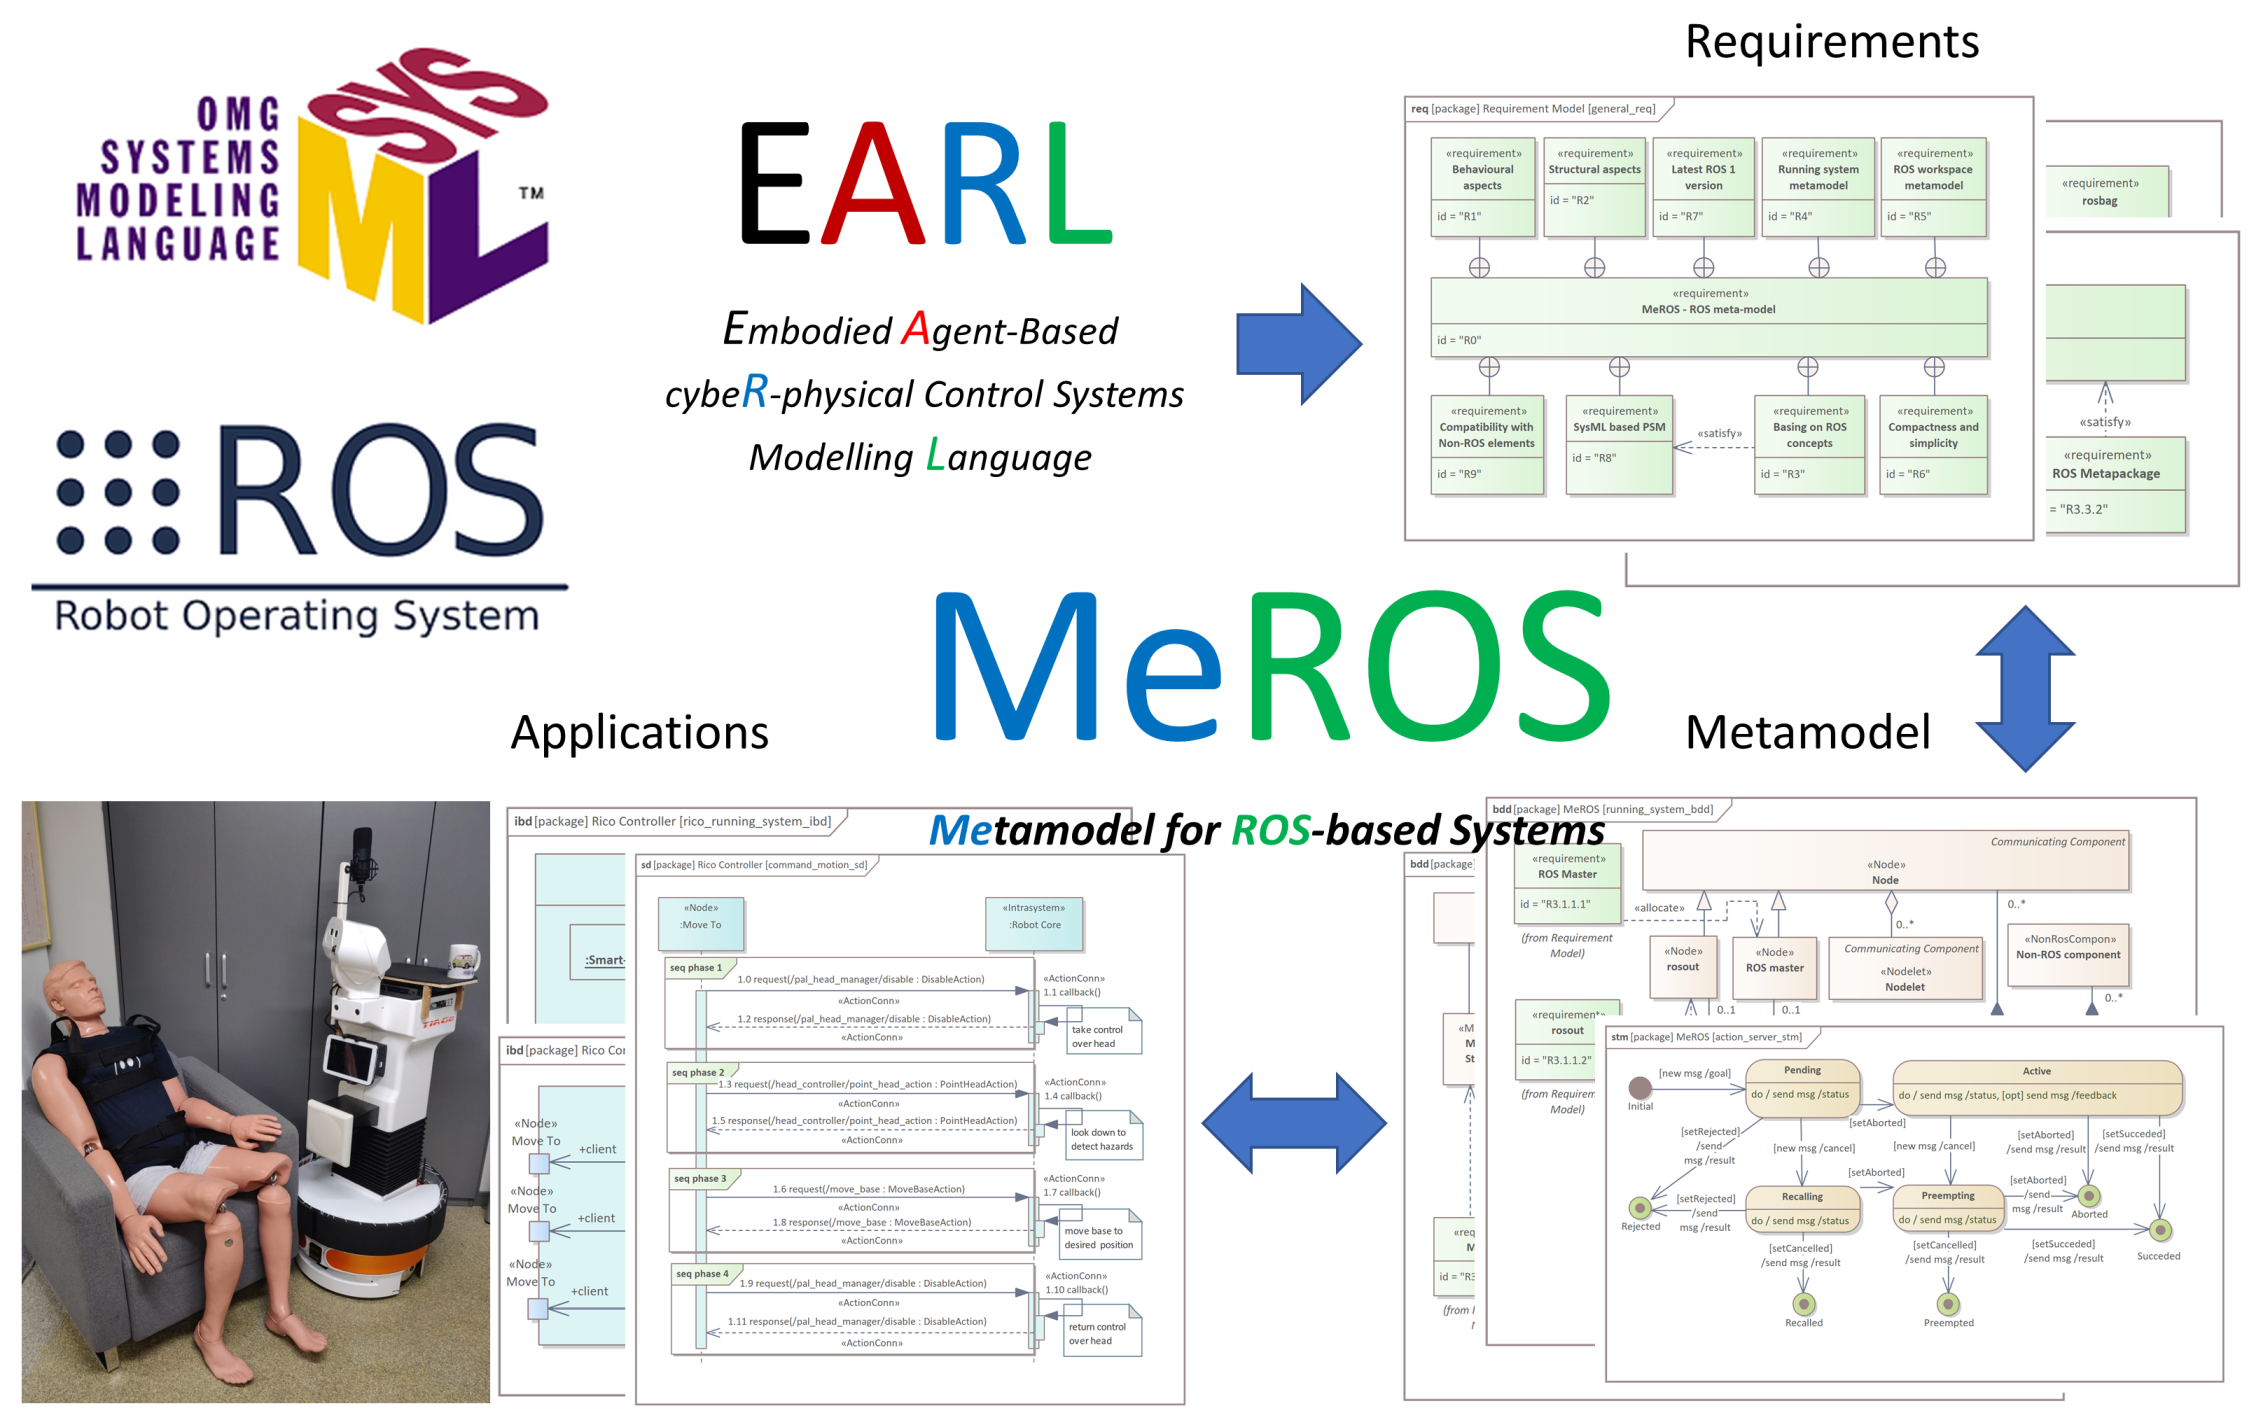 OMG
SYSTEMS
MODELING
LANGUAGE
SYS
ML
TM
ROS
Robot Operating System
EARL
Embodied Agent-Based
cybeR-physical Control Systems
Modelling Language
Requirements
req [package] Requirement Model [general_req]
«requirement»
Behavioural
aspects
id = "R1"
«requirement»
Structural aspects
id = "R2"
«requirement»
Latest ROS 1
version
id = "R7"
«requirement»
Running system
metamodel
id = "R4"
«requirement»
ROS workspace
metamodel
id = "R5"
«requirement»
MeROS - ROS meta-model
id = "R0"
«requirement»
Compatibility with
Non-ROS elements
id = "R9"
«requirement»
SysML based PSM
id = "R8"
«satisfy»
«requirement»
Basing on ROS
concepts
id = "R3"
«requirement»
Compactness and
simplicity
id = "R6"
«requirement»
rosbag
«satisfy»
«requirement»
ROS Metapackage
= "R3.3.2"
MeROS
Metamodel for ROS-based Systems
Applications
Metamodel
ibd [package] Rico Controller [rico_running_system_ibd]
:Smart-
ibd [package] Rico Cor
«Node»
Move To
+client
«Node»
Move To
+client
«Node»
Move To
+client
sd [package] Rico Controller [command_motion_sd]
«Node»
:Move To
«Intrasystem»
:Robot Core
seq phase 1
1.0 request(/pal_head_manager/disable : DisableAction)
«ActionConn»
«ActionConn»
1.1 callback()
1.2 response(/pal_head_manager/disable : DisableAction)
«ActionConn»
take control
over head
seq phase 2
1.3 request(/head_controller/point_head_action : PointHeadAction)
«ActionConn»
«ActionConn»
1.4 callback()
1.5 response(/head_controller/point_head_action : PointHeadAction)
«ActionConn»
look down to
detect hazards
seq phase 3
1.6 request(/move_base : MoveBaseAction)
«ActionConn»
«ActionConn»
1.7 callback()
1.8 response(/move_base : MoveBaseAction)
«ActionConn»
move base to
desired position
seq phase 4
1.9 request(/pal_head_manager/disable : DisableAction)
«ActionConn»
«ActionConn»
1.10 callback()
1.11 response(/pal_head_manager/disable : DisableAction)
«ActionConn»
return control
over head
bdd [package] MeROS [running_system_bdd]
Communicating Component
«Node»
Node
«requirement»
ROS Master
id = "R3.1.1.1"
(from Requirement
Model)
«allocate»
«Node»
rosout
«Node»
ROS master
0..*
0..*
Communicating Component
«Nodelet»
Nodelet
«NonRosCompon»
Non-ROS component
0..1
0..1
0..*
«requirement»
rosout
id = "R3.1.1.2"
(from Requirem
Model)
bdd [package]
«M
M
St
«req
M
id = "R3
(from
stm [package] MeROS [action_server_stm]
Initial
[new msg /goal]
Pending
do / send msg /status
Active
do / send msg /status, [opt] send msg /feedback
[setAborted]
[setRejected]
/send
msg /result
[new msg /cancel]
[new msg /cancel]
[setAborted]
/send msg /result
[setSucceded]
/send msg /result
Recalling
do / send msg /status
[setAborted]
Preempting
do / send msg /status
[setAborted]
/send
msg /result
Aborted
[setRejected]
/send
msg /result
Rejected
[setCancelled]
/send msg /result
[setCancelled]
/send msg /result
[setSucceded]
/send msg /result
Succeded
Recalled
Preempted